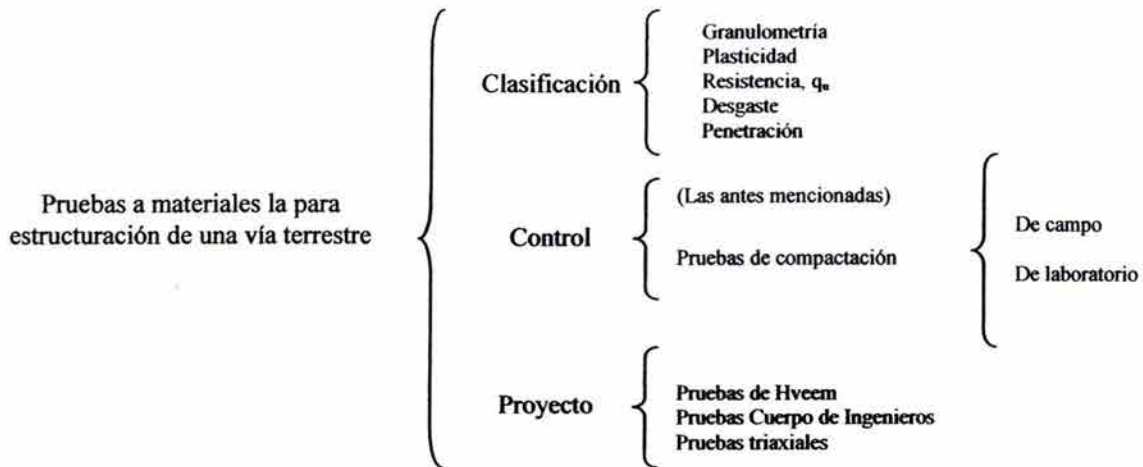 Pruebas a materiales la para
estructuración de una vía terrestre
Clasificación
Granulometría
Plasticidad
Resistencia, qᵤ
Desgaste
Penetración
Control
(Las antes mencionadas)
Pruebas de compactación
De campo
De laboratorio
Proyecto
Pruebas de Hveem
Pruebas Cuerpo de Ingenieros
Pruebas triaxiales